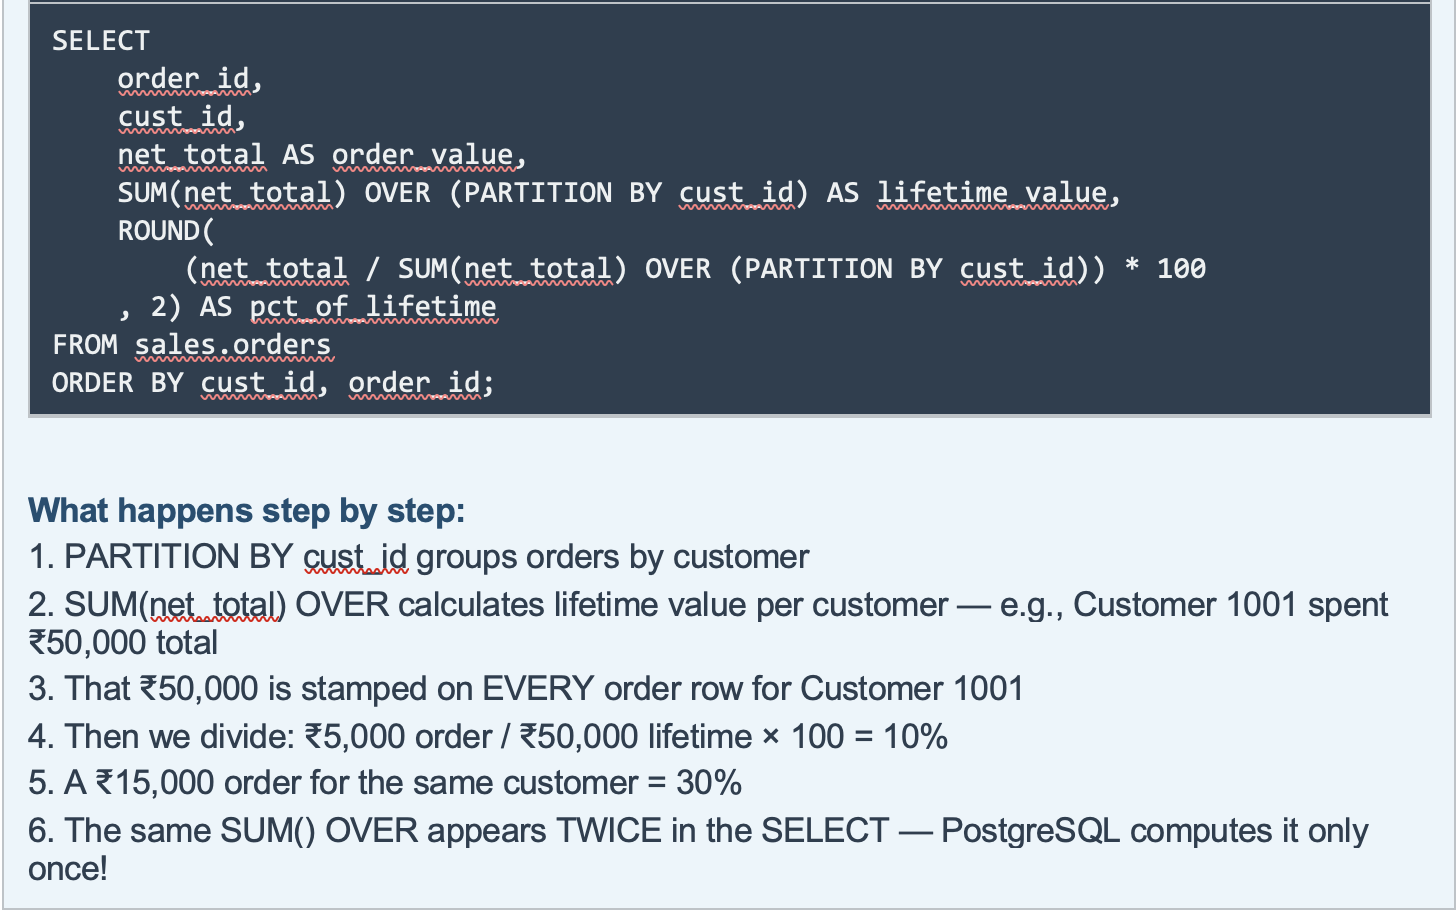 SELECT
order_id,
cust_id,
net_total AS order_value,
SUM(net_total) OVER (PARTITION BY cust_id) AS lifetime_value,
ROUND(
(net_total / SUM(net_total) OVER (PARTITION BY cust_id)) * 100
, 2) AS pct_of_lifetime
FROM sales.orders
ORDER BY cust_id, order_id;
What happens step by step:
1. PARTITION BY cust_id groups orders by customer
2. SUM(net_total) OVER calculates lifetime value per customer — e.g., Customer 1001 spent
₹50,000 total
3. That ₹50,000 is stamped on EVERY order row for Customer 1001
4. Then we divide: ₹5,000 order / ₹50,000 lifetime × 100 = 10%
5. A ₹15,000 order for the same customer = 30%
6. The same SUM() OVER appears TWICE in the SELECT — PostgreSQL computes it only
once!